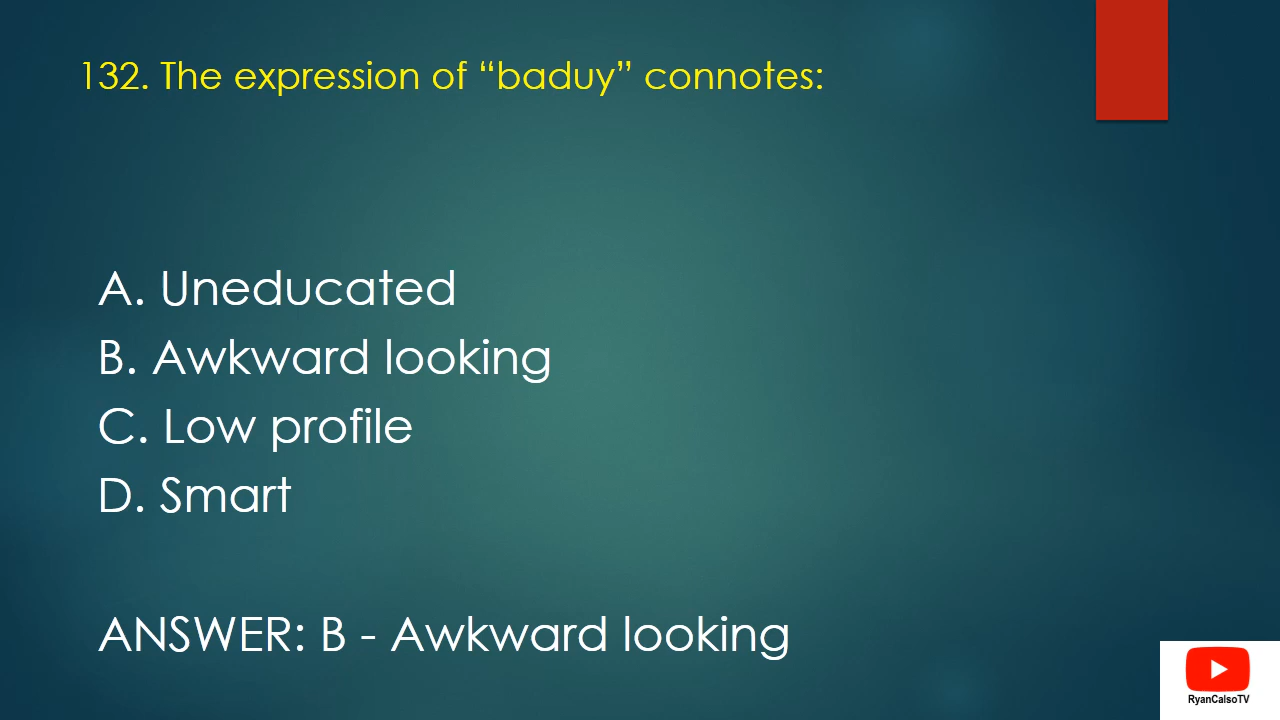 132. The expression of “baduy” connotes:
A. Uneducated
B. Awkward looking
C. Low profile
D. Smart
ANSWER: B - Awkward looking
RyanCalsoTV